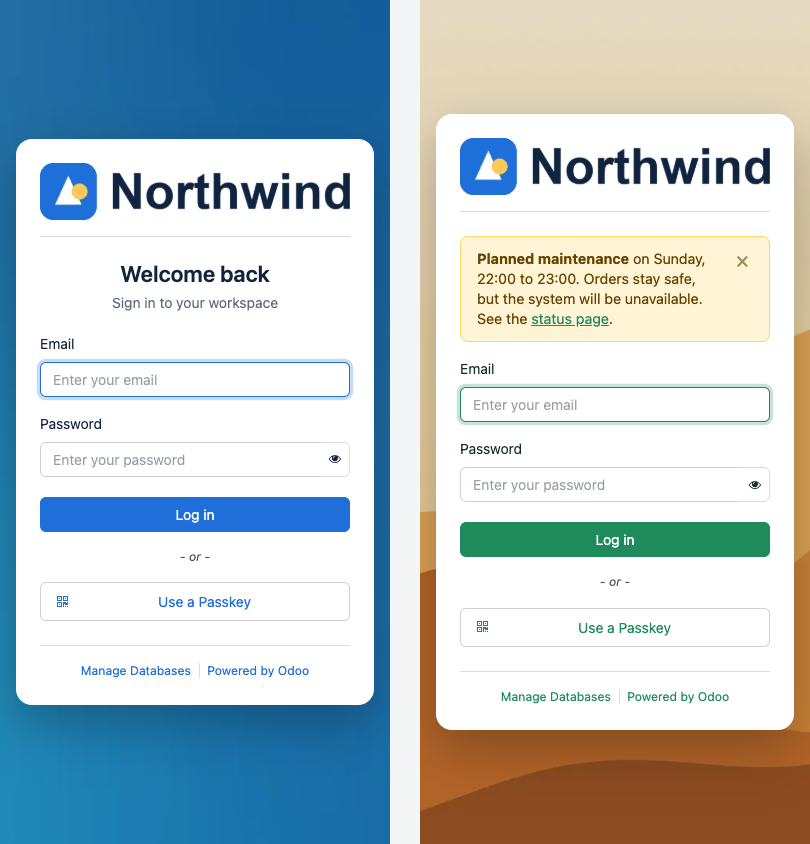 Northwind
Welcome back
Sign in to your workspace
Email
Enter your email
Password
Enter your password
Log in
- or -
Use a Passkey
Manage Databases
Powered by Odoo
Northwind
Planned maintenance on Sunday,
22:00 to 23:00. Orders stay safe,
but the system will be unavailable.
See the status page.
Email
Enter your email
Password
Enter your password
Log in
- or -
Use a Passkey
Manage Databases
Powered by Odoo